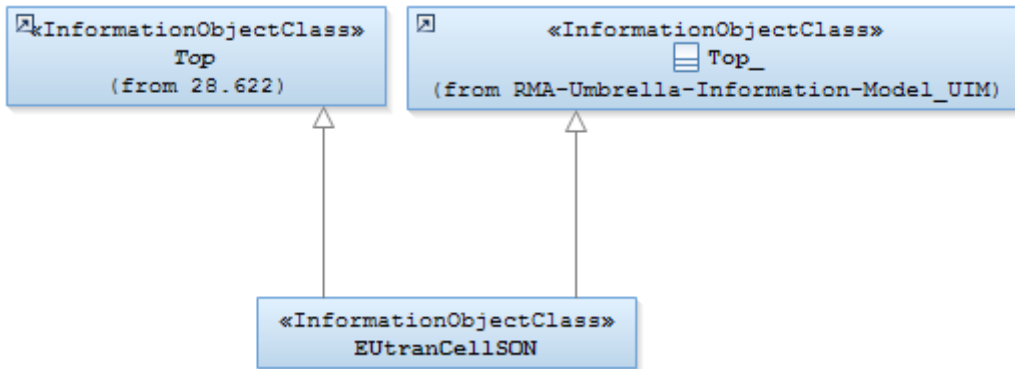 «InformationObjectClass»
Top
(from 28.622)
«InformationObjectClass»
Top_
(from RMA-Umbrella-Information-Model_UIM)
«InformationObjectClass»
EUtranCellSON